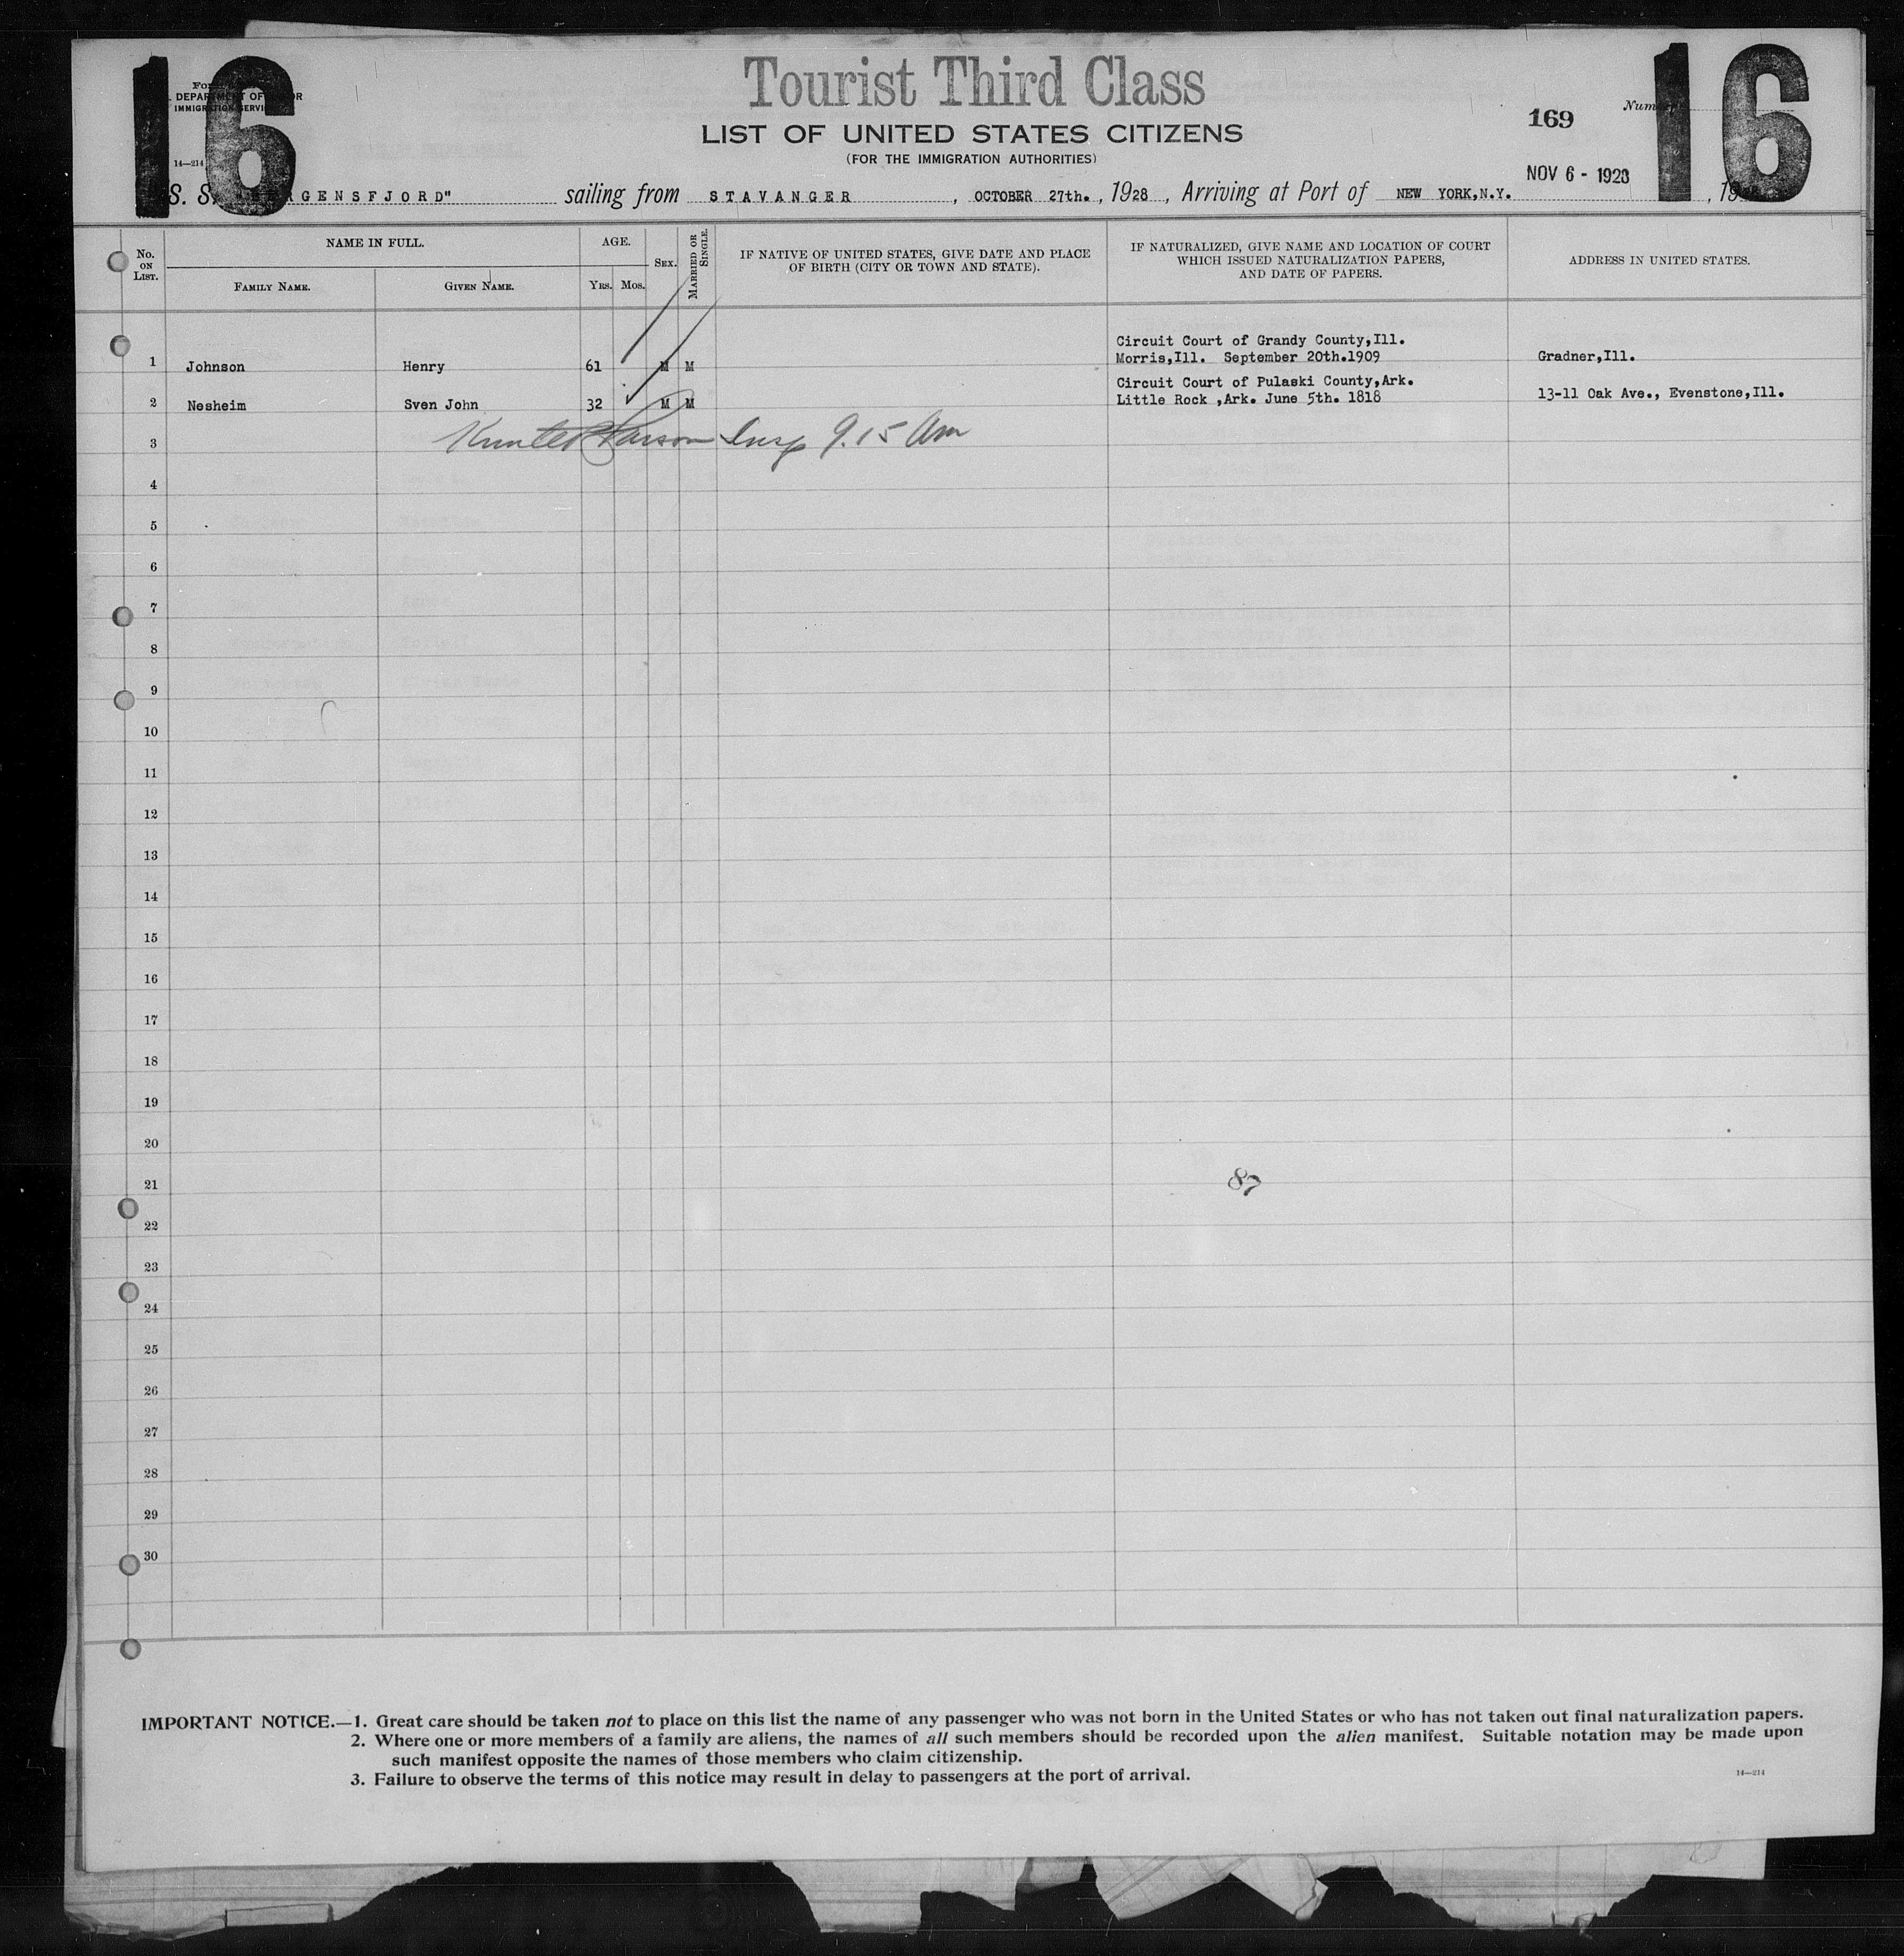 16
16
Tourist Third Class
LIST OF UNITED STATES CITIZENS
(FOR THE IMMIGRATION AUTHORITIES)
169
IMMIGRATION SERVICE
14—214
S. S. "BERGENSFJORD" sailing from STAVANGER, OCTOBER 27th., 1928, Arriving at Port of NEW YORK,N.Y. NOV 6 - 1928, 19
No. ON LIST.
NAME IN FULL.
FAMILY NAME.
GIVEN NAME.
AGE.
YRS.
MOS.
SEX.
MARRIED OR SINGLE.
IF NATIVE OF UNITED STATES, GIVE DATE AND PLACE
OF BIRTH (CITY OR TOWN AND STATE).
IF NATURALIZED, GIVE NAME AND LOCATION OF COURT
WHICH ISSUED NATURALIZATION PAPERS,
AND DATE OF PAPERS.
ADDRESS IN UNITED STATES.
Circuit Court of Grandy County,Ill.
1 Johnson Henry 61 M M Morris,Ill. September 20th.1909 Gradner,Ill.
Circuit Court of Pulaski County,Ark.
2 Nesheim Sven John 32 M M Little Rock ,Ark. June 5th. 1818 13-11 Oak Ave., Evenstone,Ill.
3 Insp 9.15 Am
4
5
6
7
8
9
10
11
12
13
14
15
16
17
18
19
20
21 87
22
23
24
25
26
27
28
29
30
IMPORTANT NOTICE.—1. Great care should be taken not to place on this list the name of any passenger who was not born in the United States or who has not taken out final naturalization papers.
2. Where one or more members of a family are aliens, the names of all such members should be recorded upon the alien manifest. Suitable notation may be made upon
such manifest opposite the names of those members who claim citizenship.
3. Failure to observe the terms of this notice may result in delay to passengers at the port of arrival.
14—214